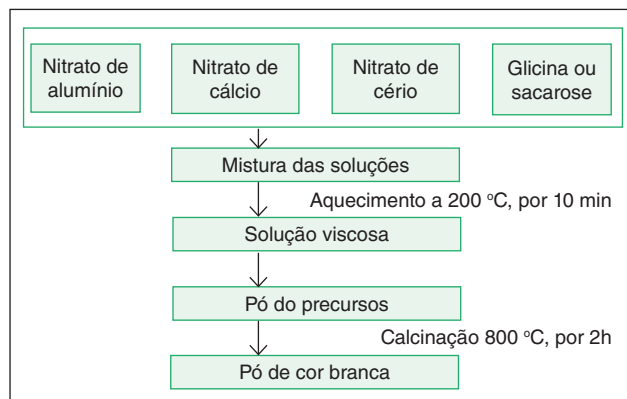 Nitrato de
alumínio
Nitrato de
cálcio
Nitrato de
cério
Glicina ou
sacarose
Mistura das soluções
Aquecimento a 200 °C, por 10 min
Solução viscosa
Pó do precursos
Calcinação 800 °C, por 2h
Pó de cor branca